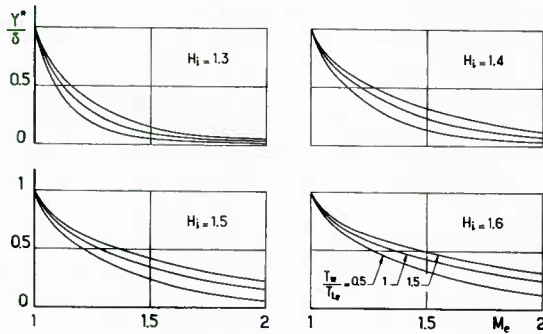 Y*
δ
0.5
0
H_i = 1.3
H_i = 1.4
1
0.5
0
H_i = 1.5
H_i = 1.6
T_w
T_te
= 0.5 1 1.5
1 1.5 2
1 1.5 M_e 2